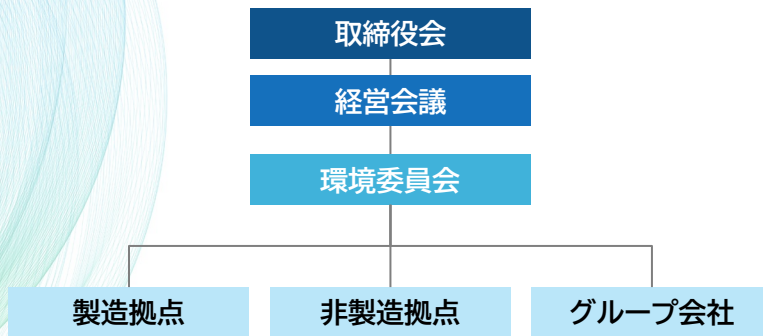 取締役会
経営会議
環境委員会
製造拠点
非製造拠点
グループ会社